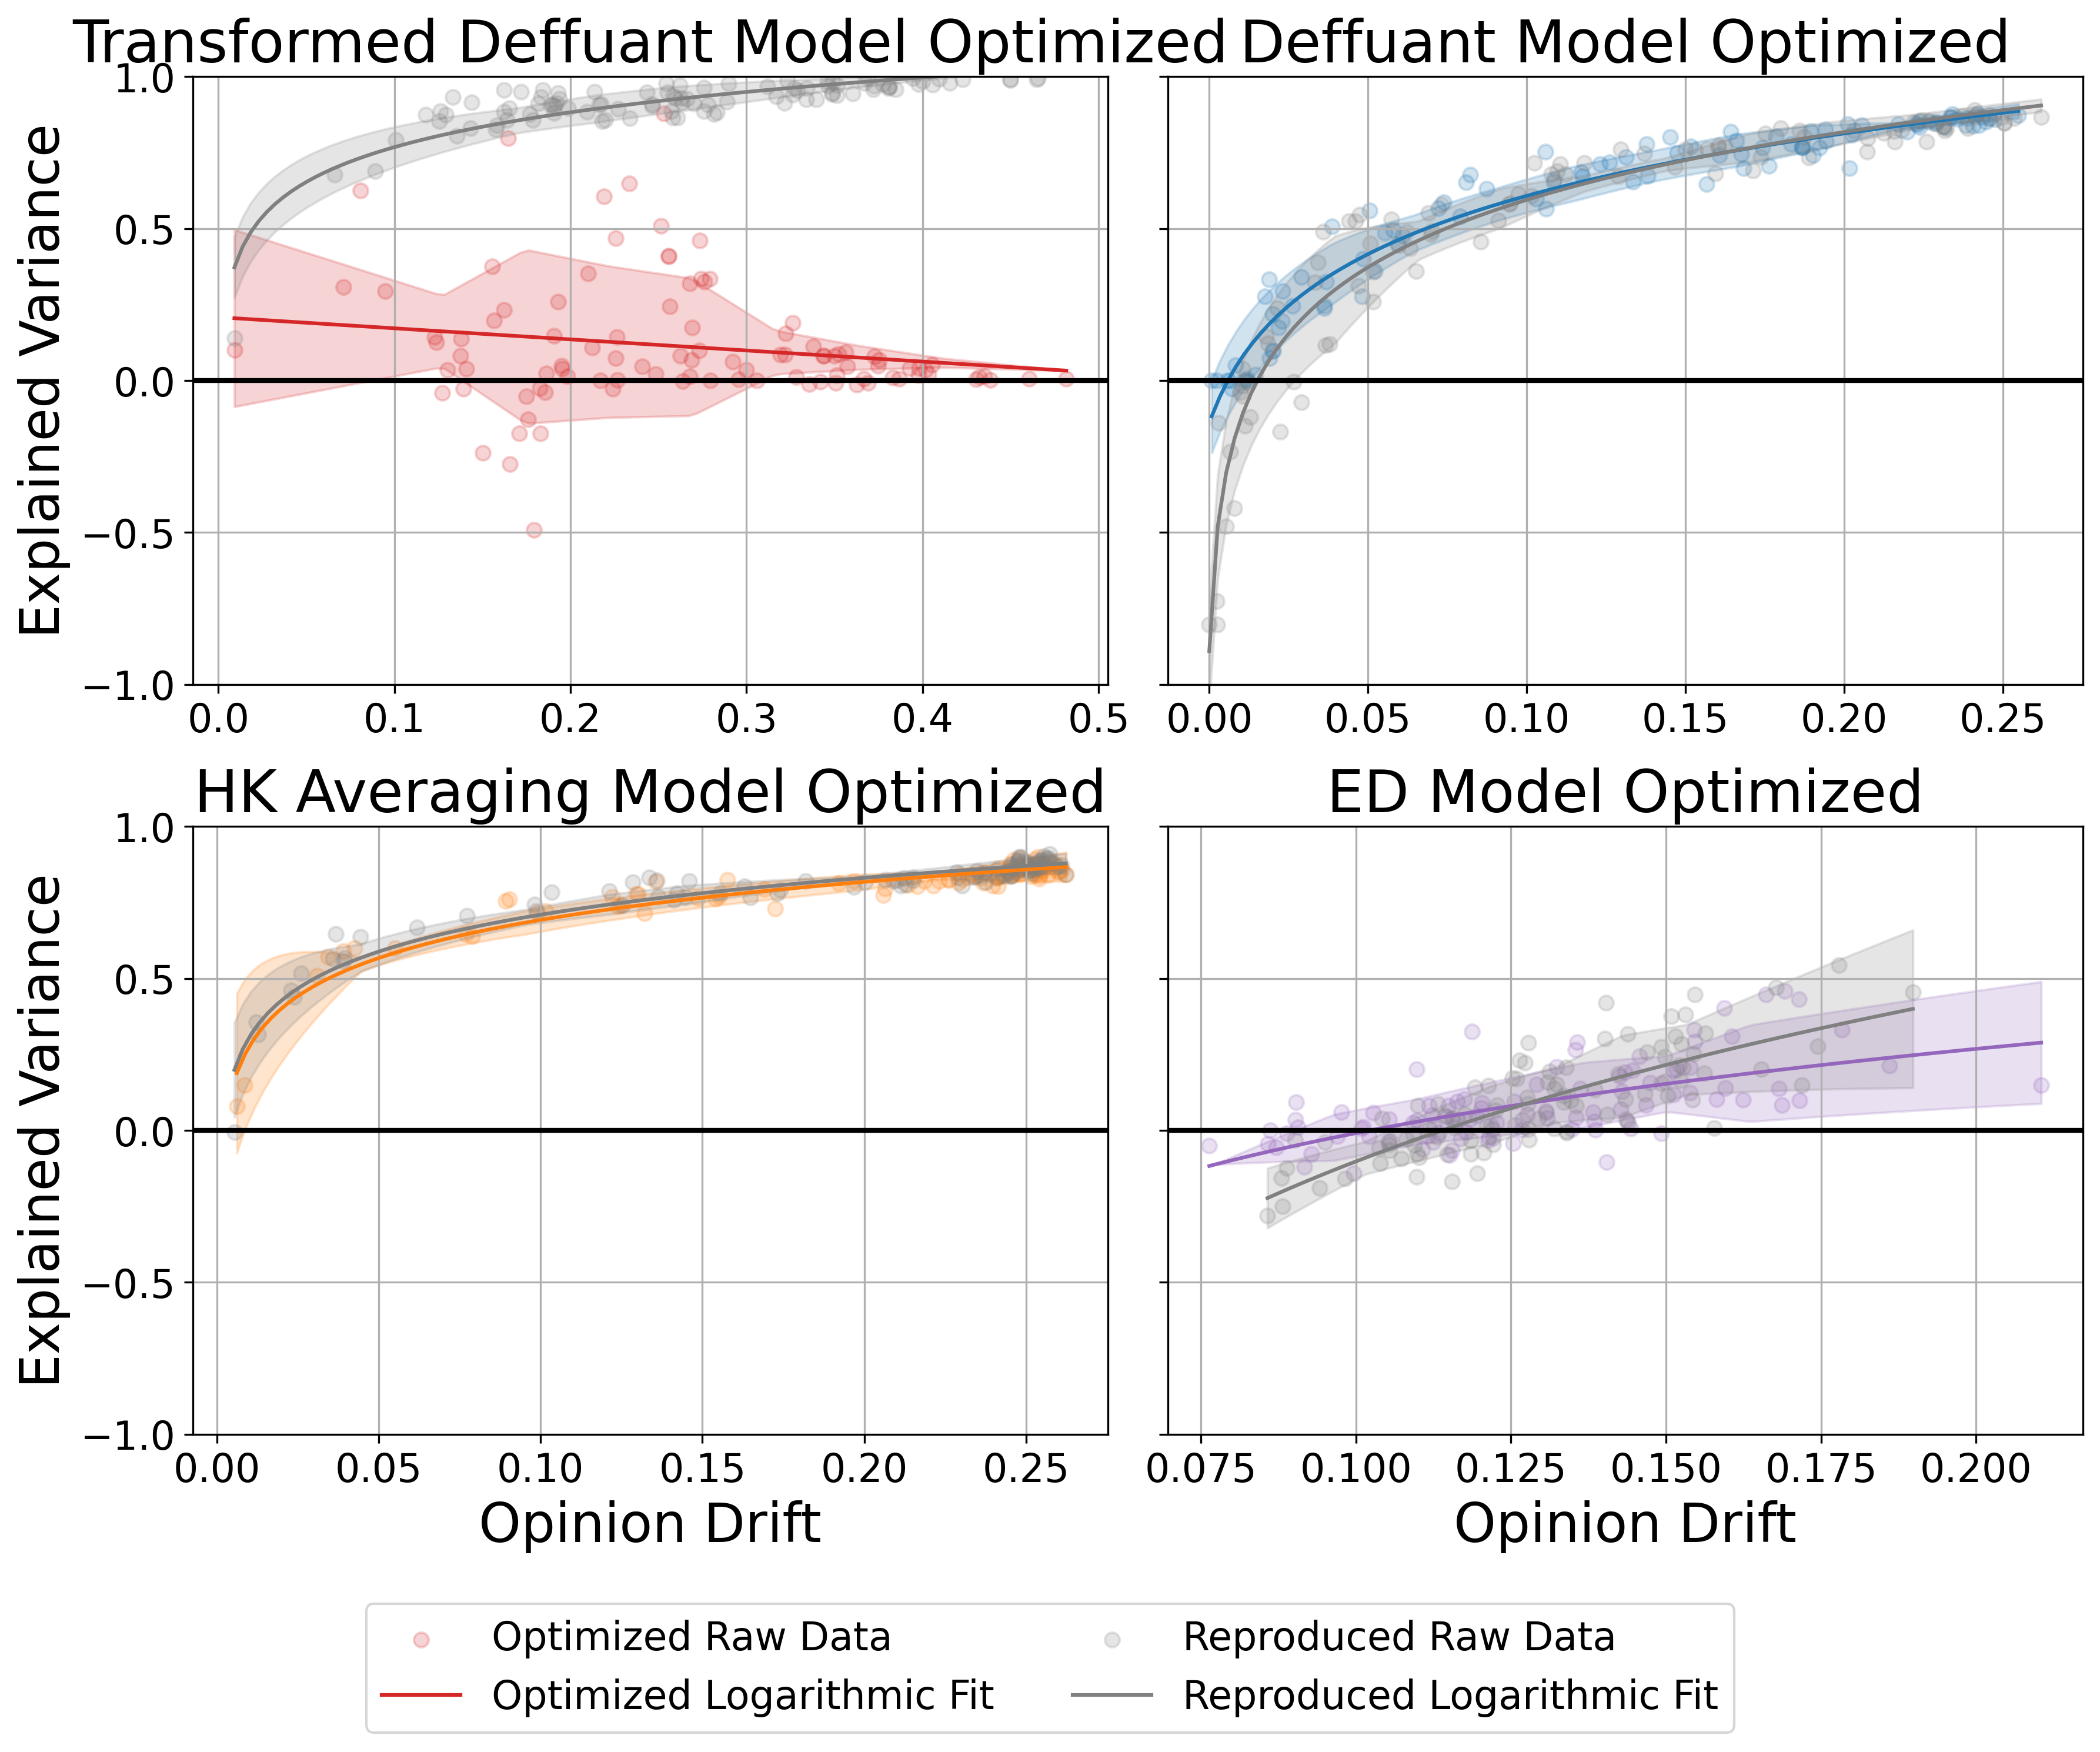 Transformed Deffuant Model Optimized
Deffuant Model Optimized
Explained Variance
1.0
0.5
0.0
−0.5
−1.0
0.0 0.1 0.2 0.3 0.4 0.5
0.00 0.05 0.10 0.15 0.20 0.25
HK Averaging Model Optimized
ED Model Optimized
Explained Variance
1.0
0.5
0.0
−0.5
−1.0
0.00 0.05 0.10 0.15 0.20 0.25
0.075 0.100 0.125 0.150 0.175 0.200
Opinion Drift
Opinion Drift
Optimized Raw Data
Optimized Logarithmic Fit
Reproduced Raw Data
Reproduced Logarithmic Fit